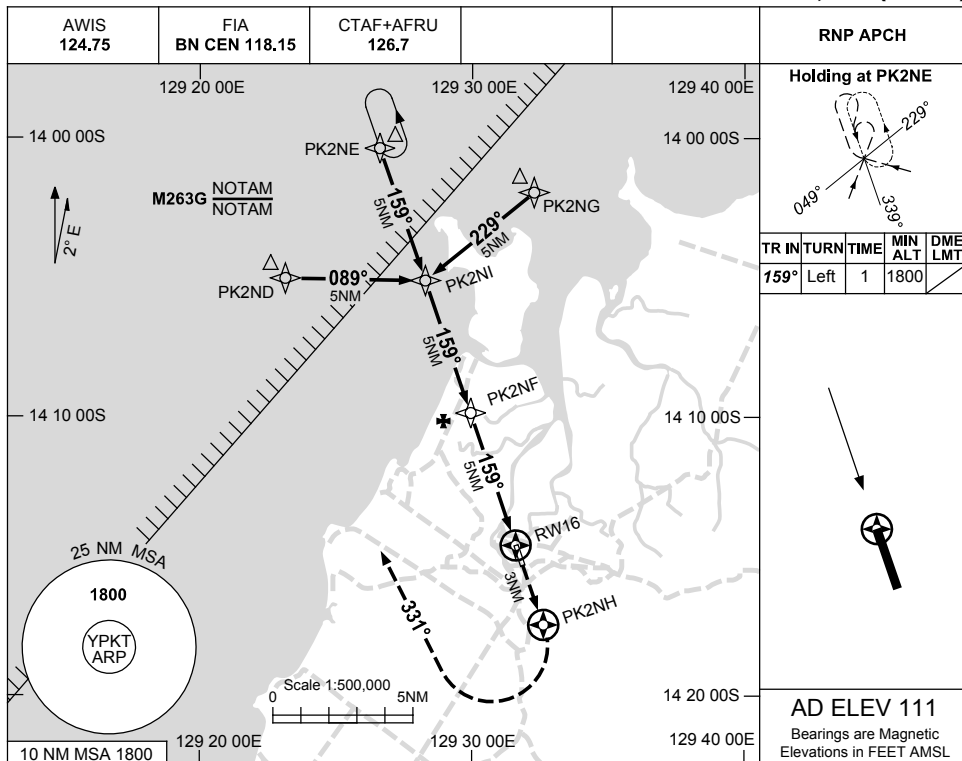 AWIS
124.75
FIA
BN CEN 118.15
CTAF+AFRU
126.7
RNP APCH
129 20 00E
129 30 00E
129 40 00E
Holding at PK2NE
229°
049°
339°
TR IN TURN TIME MIN ALT DME LMT
159° Left 1 1800
14 00 00S
14 00 00S
PK2NE
M263G NOTAM
NOTAM
2° E
159°
5NM
PK2NG
229°
5NM
PK2ND
089°
5NM
PK2NI
159°
5NM
PK2NF
14 10 00S
14 10 00S
159°
5NM
RW16
3NM
PK2NH
331°
25 NM MSA
1800
YPKT
ARP
Scale 1:500,000
0 5NM
14 20 00S
10 NM MSA 1800
129 20 00E
129 30 00E
129 40 00E
AD ELEV 111
Bearings are Magnetic
Elevations in FEET AMSL